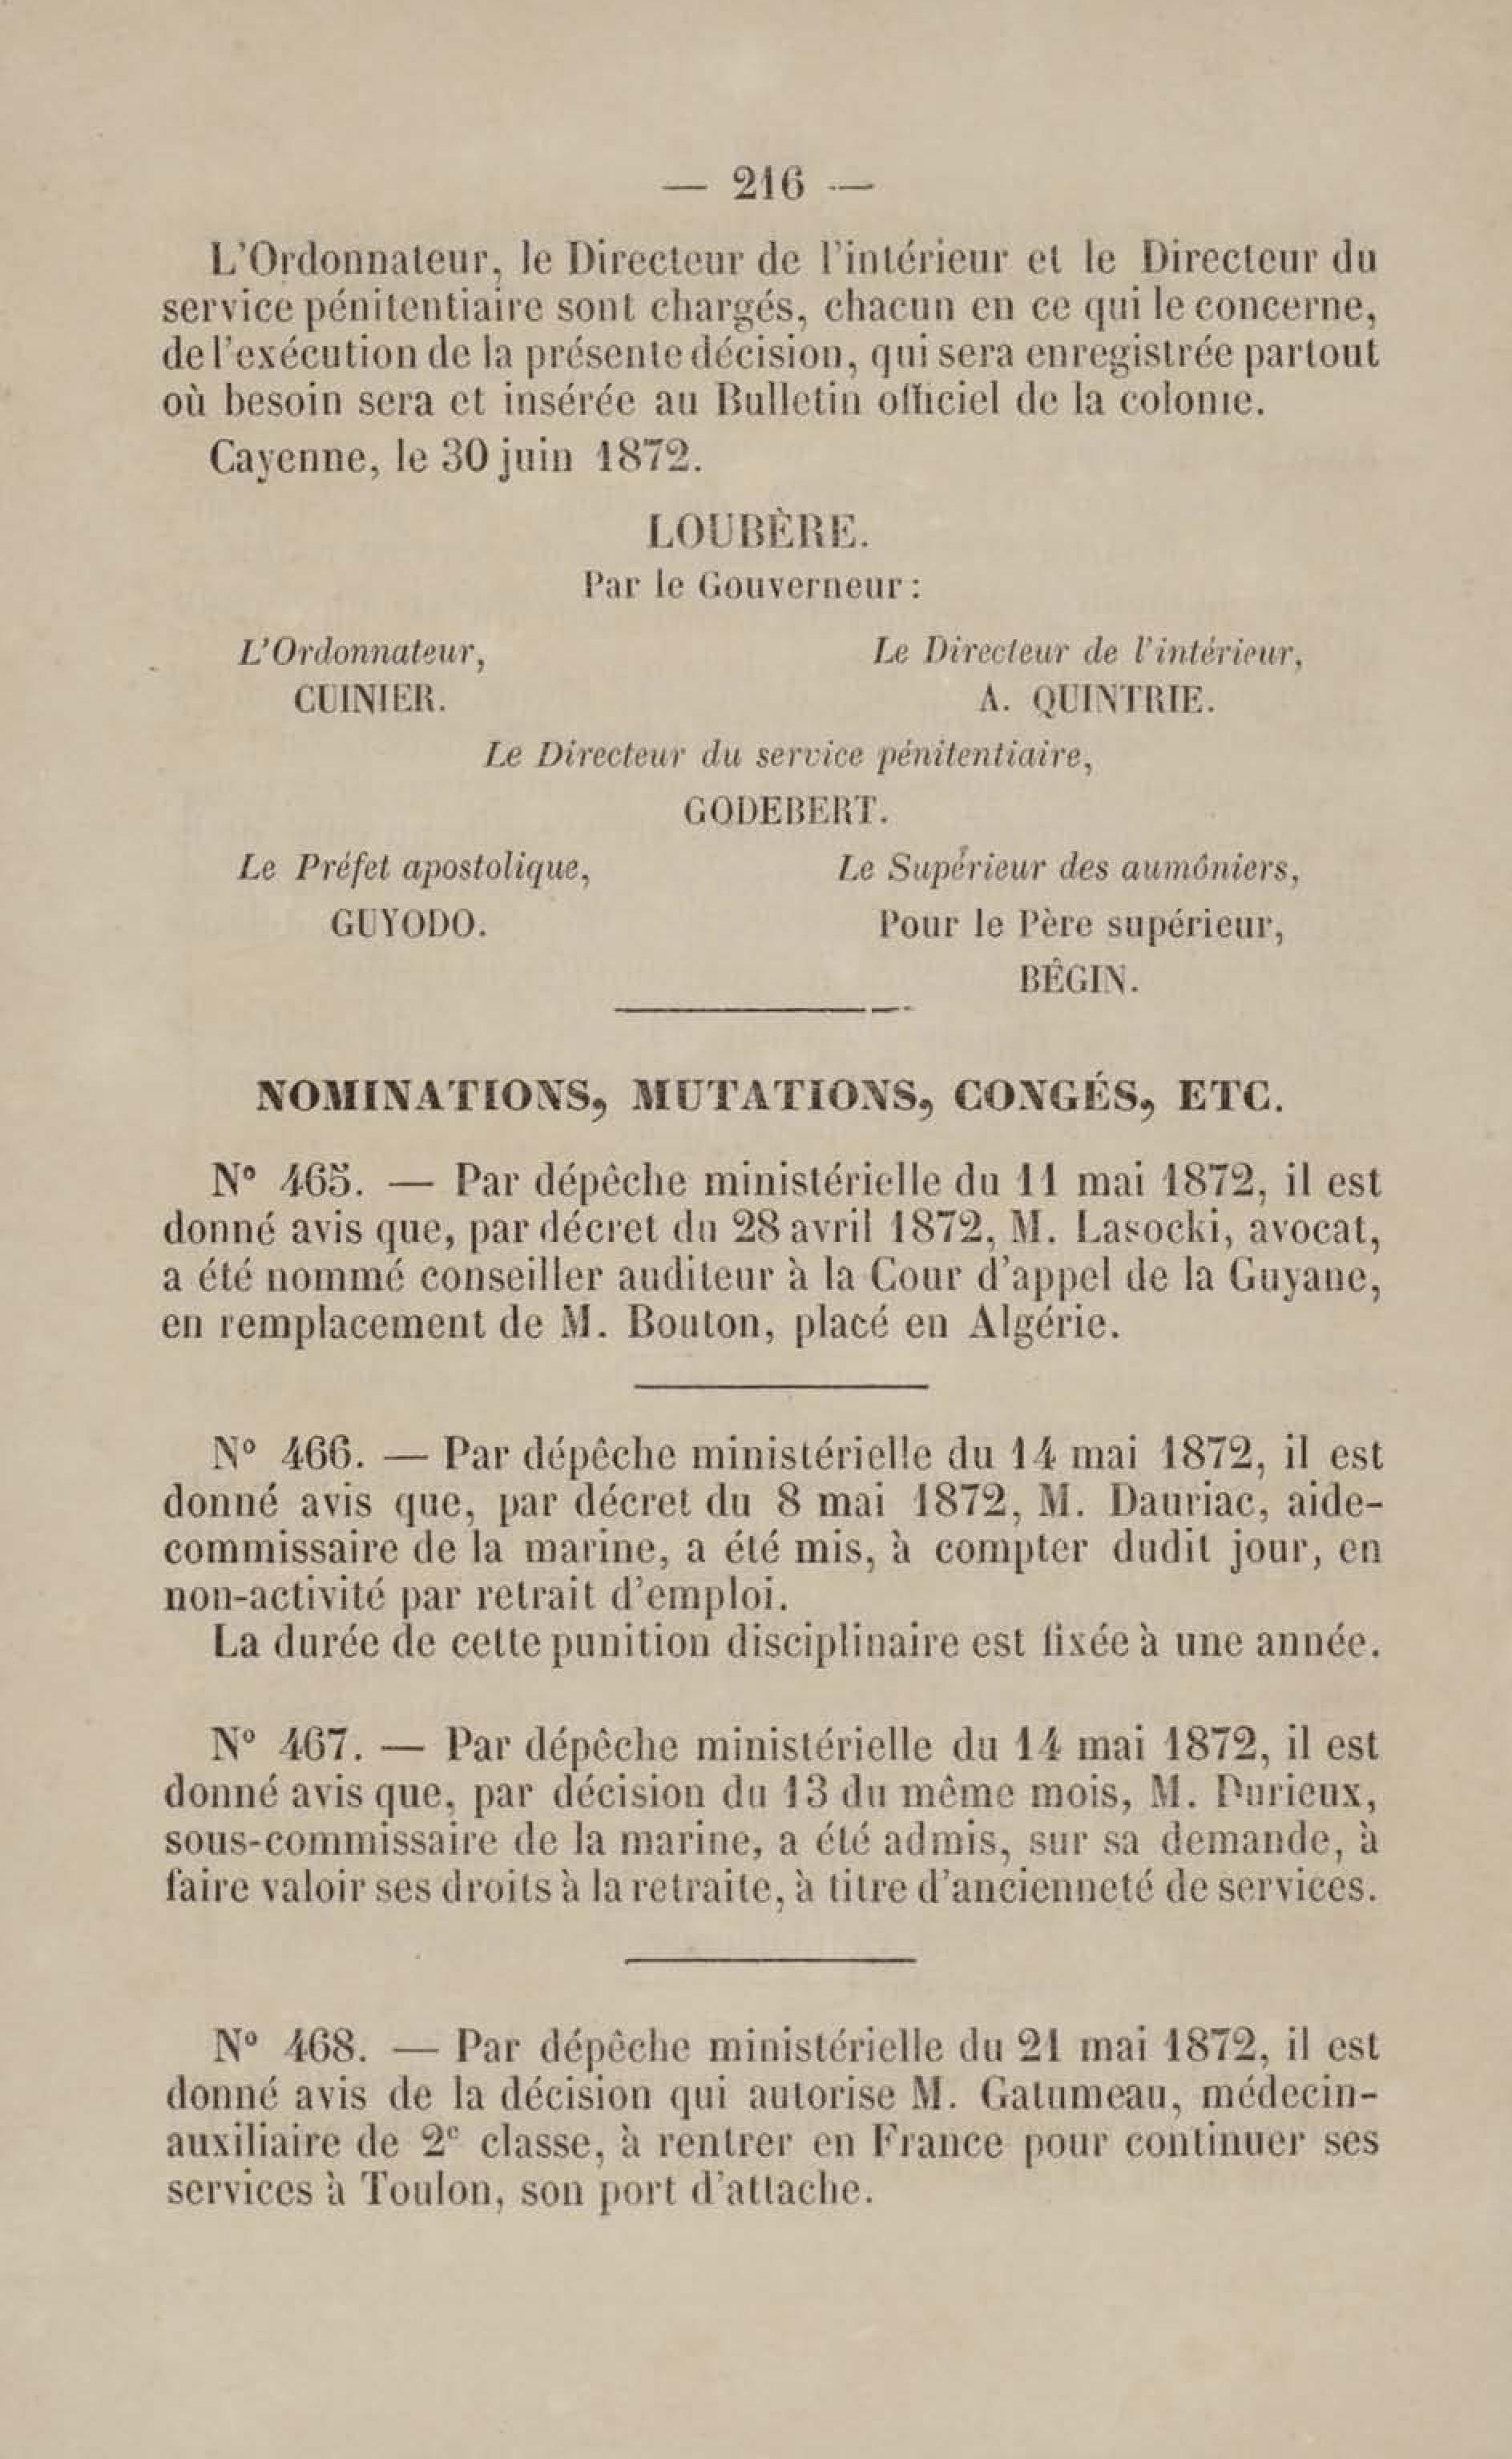 — 216 —
L'Ordonnateur, le Directeur de l'intérieur et le Directeur du
service pénitentiaire sont chargés, chacun en ce qui le concerne,
de l'exécution de la présente décision, qui sera enregistrée partout
où besoin sera et insérée au Bulletin officiel de la colonie.
Cayenne, le 30 juin 1872.
LOUBÈRE.
Par le Gouverneur :
L'Ordonnateur, Le Directeur de l'intérieur,
CUINIER. A. QUINTRIE.
Le Directeur du service pénitentiaire,
GODEBERT.
Le Préfet apostolique, Le Supérieur des aumôniers,
GUYODO. Pour le Père supérieur,
BÉGIN.
NOMINATIONS, MUTATIONS, CONGÉS, ETC.
N° 465. — Par dépêche ministérielle du 11 mai 1872, il est
donné avis que, par décret du 28 avril 1872, M. Lasocki, avocat,
a été nommé conseiller auditeur à la Cour d'appel de la Guyane,
en remplacement de M. Bouton, placé en Algérie.
N° 466. — Par dépêche ministérielle du 14 mai 1872, il est
donné avis que, par décret du 8 mai 1872, M. Dauriac, aide-
commissaire de la marine, a été mis, à compter dudit jour, en
non-activité par retrait d'emploi.
La durée de cette punition disciplinaire est fixée à une année.
N° 467. — Par dépêche ministérielle du 14 mai 1872, il est
donné avis que, par décision du 13 du même mois, M. Durieux,
sous-commissaire de la marine, a été admis, sur sa demande, à
faire valoir ses droits à la retraite, à titre d'ancienneté de services.
N° 468. — Par dépêche ministérielle du 21 mai 1872, il est
donné avis de la décision qui autorise M. Gatumeau, médecin-
auxiliaire de 2e classe, à rentrer en France pour continuer ses
services à Toulon, son port d'attache.